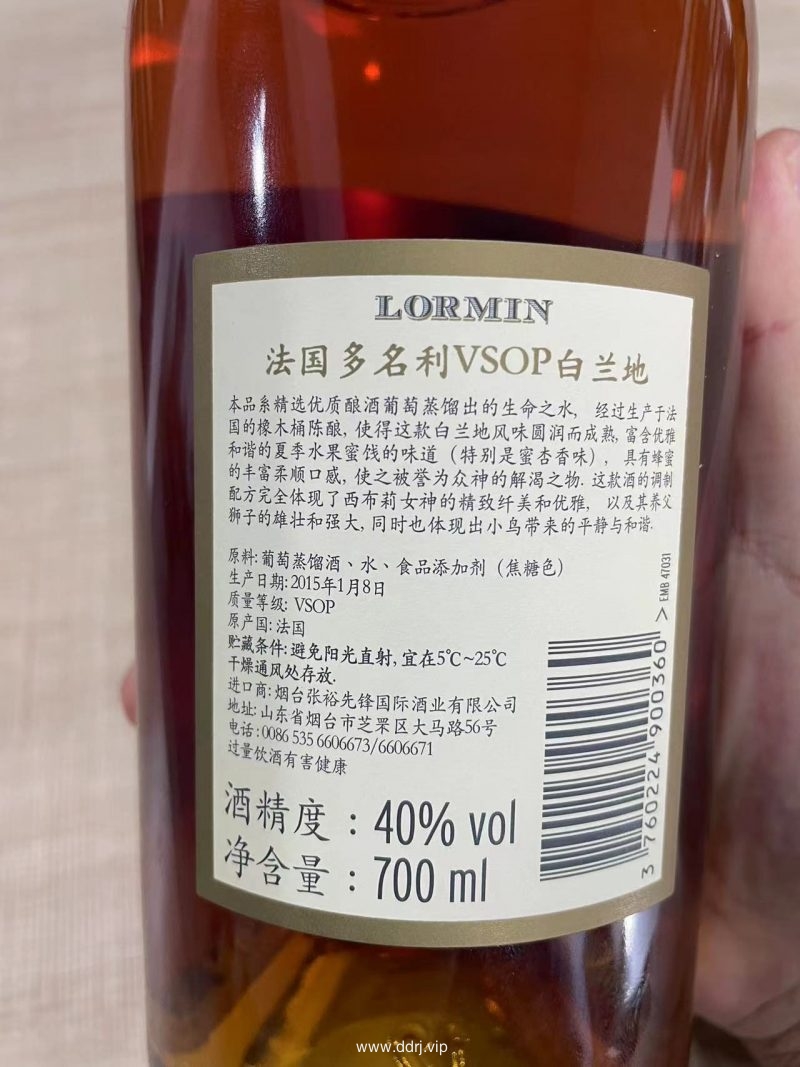 LORMIN
法国多名利VSOP白兰地
本品系精选优质酿酒葡萄蒸馏出的生命之水, 经过生产于法
国的橡木桶陈酿, 使得这款白兰地风味圆润而成熟, 富含优雅
和谐的夏季水果蜜饯的味道（特别是蜜杏香味）, 具有蜂蜜
的丰富柔顺口感, 使之被誉为众神的解渴之物. 这款酒的调制
配方完全体现了西布莉女神的精致纤美和优雅, 以及其养父
狮子的雄壮和强大, 同时也体现出小鸟带来的平静与和谐.
原料: 葡萄蒸馏酒、水、食品添加剂（焦糖色）
生产日期: 2015年1月8日
质量等级: VSOP
原产国: 法国
贮藏条件: 避免阳光直射, 宜在5℃~25℃
干燥通风处存放.
进口商: 烟台张裕先锋国际酒业有限公司
地址: 山东省烟台市芝罘区大马路56号
电话: 0086 535 6606673/6606671
过量饮酒有害健康
酒精度：40% vol
净含量：700 ml
EMB 47031
3 760224 900360 >
www.ddrj.vip